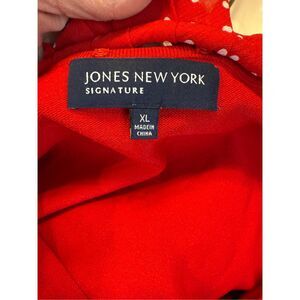 JONES NEW YORK
SIGNATURE
XL
MADE IN
CHINA